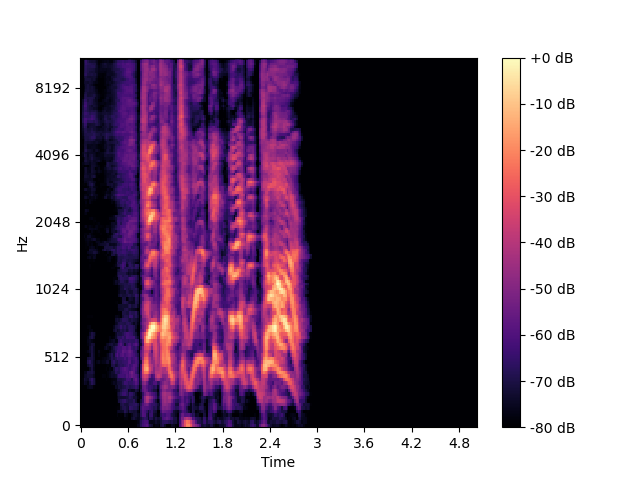 8192
4096
2048
1024
512
0
Hz
0 0.6 1.2 1.8 2.4 3 3.6 4.2 4.8
Time
+0 dB
-10 dB
-20 dB
-30 dB
-40 dB
-50 dB
-60 dB
-70 dB
-80 dB